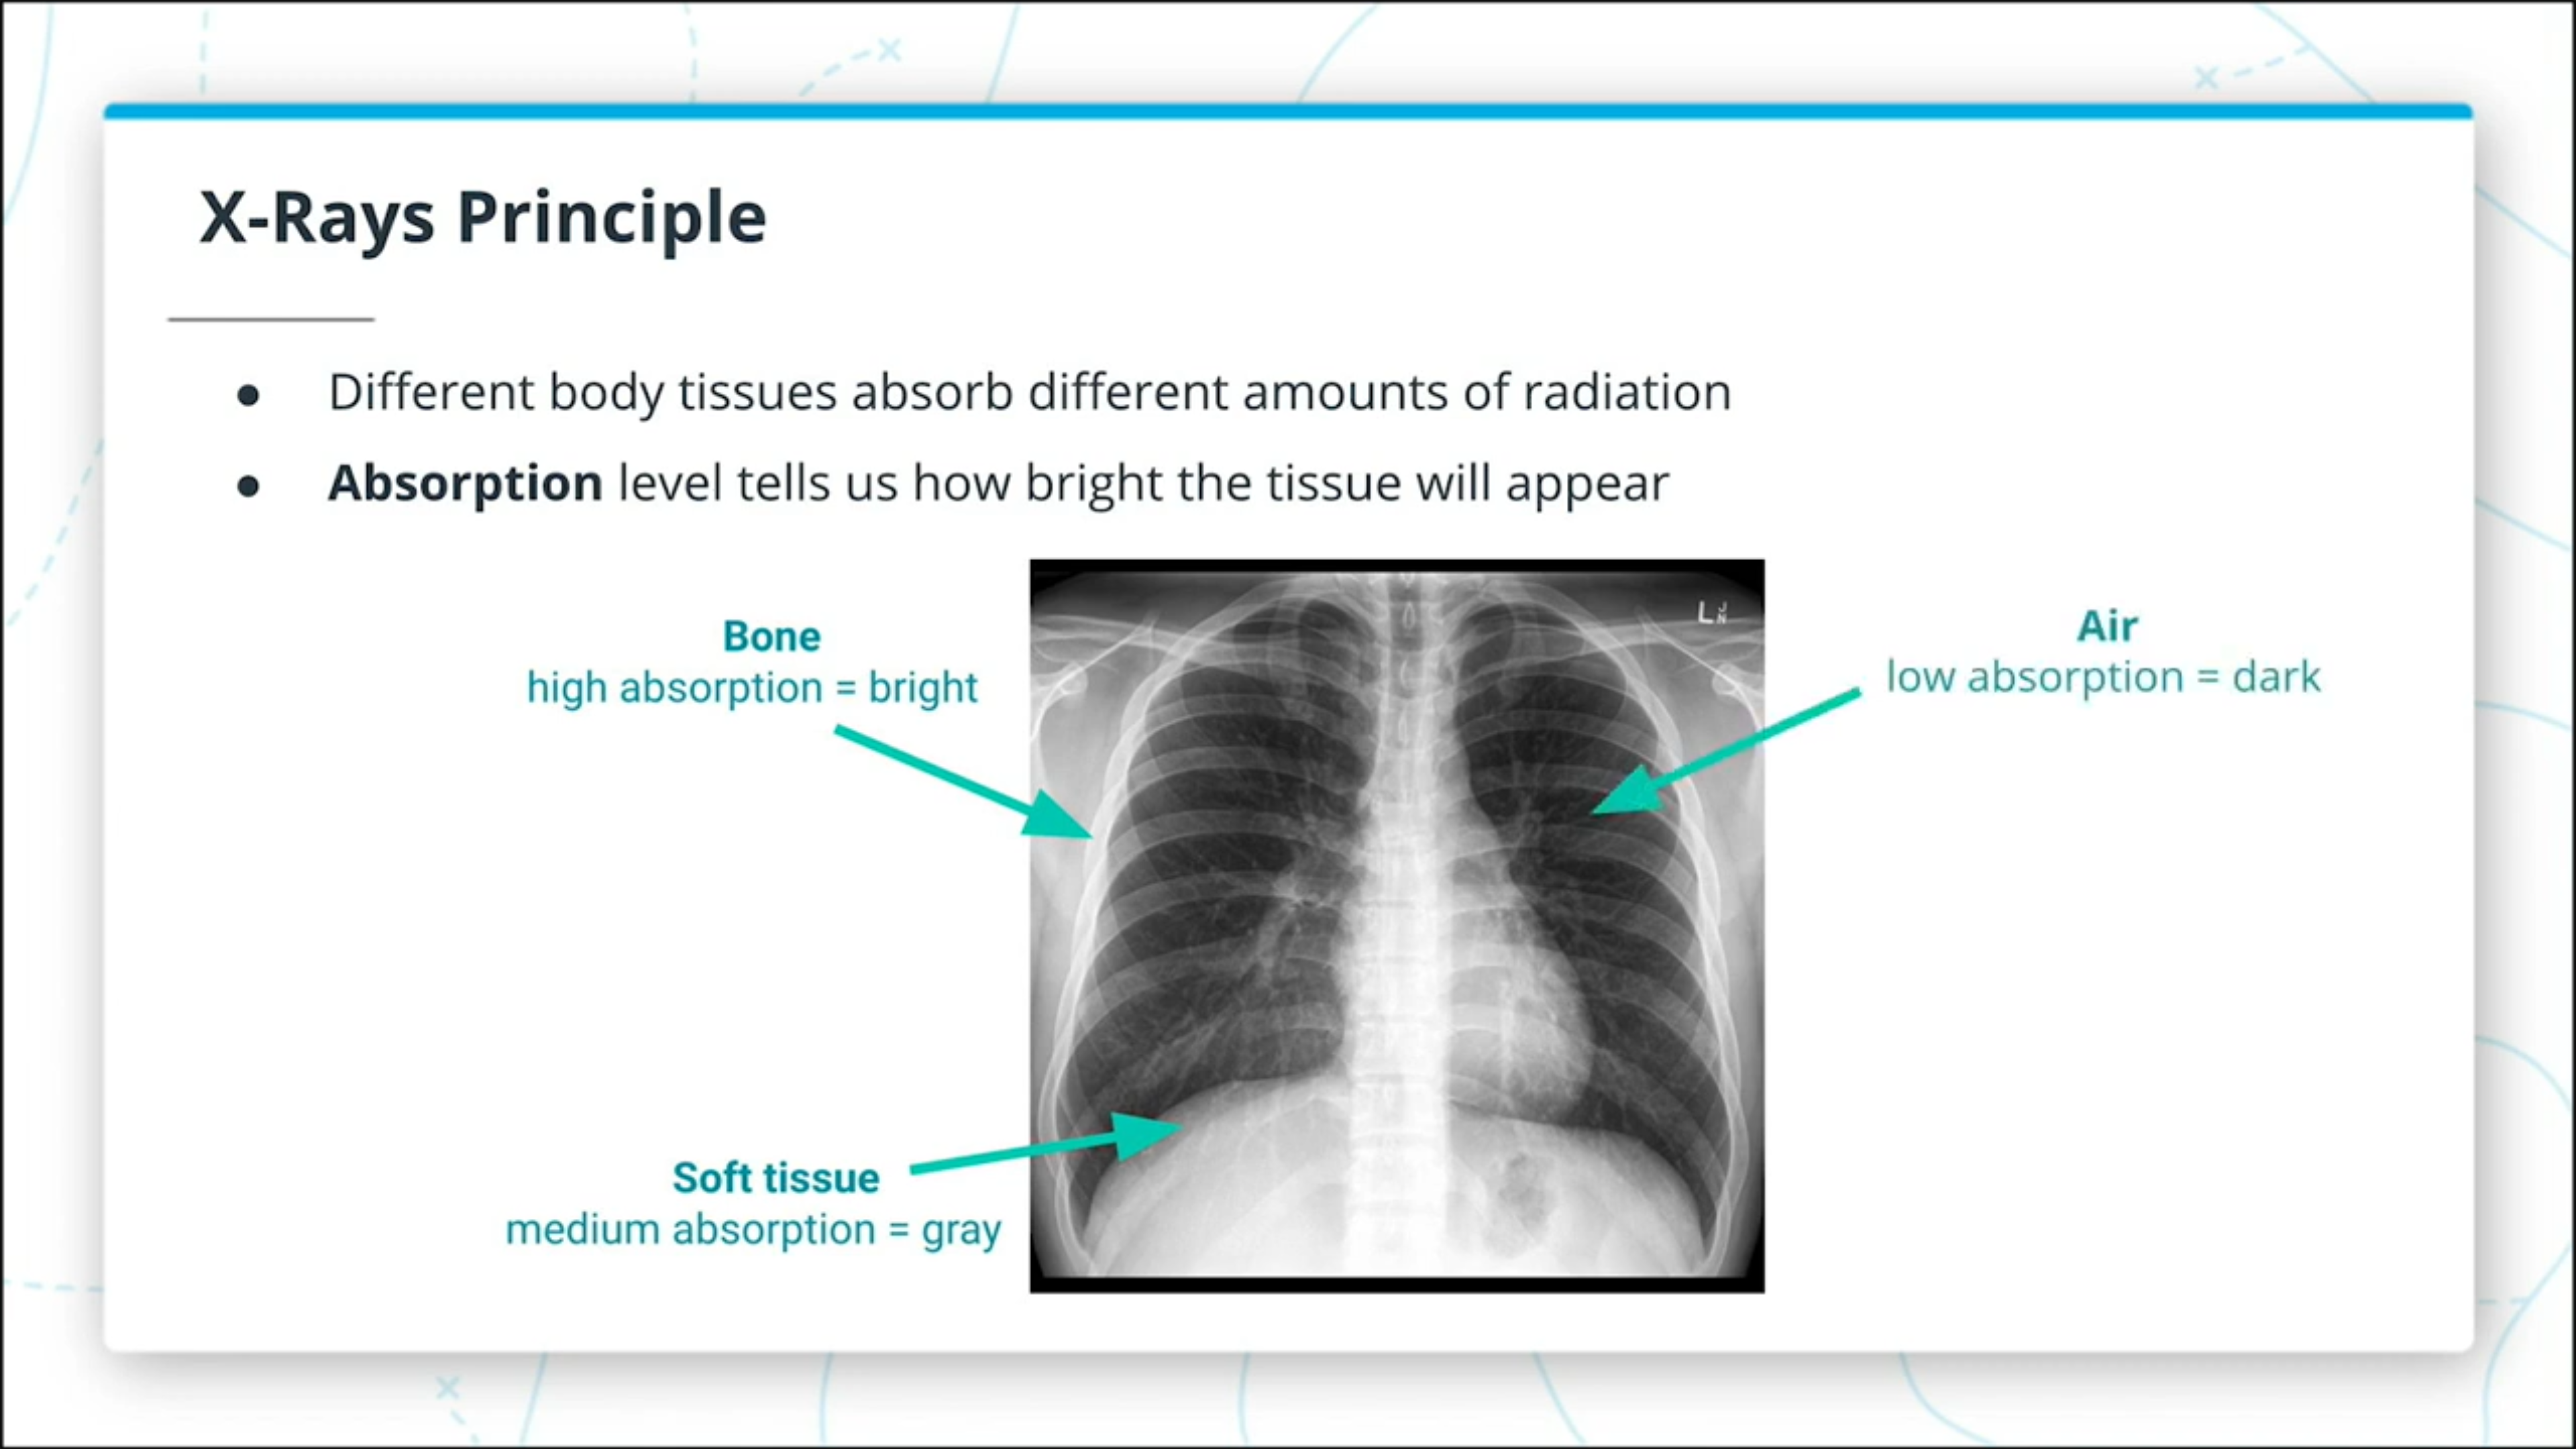 X-Rays Principle
● Different body tissues absorb different amounts of radiation
● Absorption level tells us how bright the tissue will appear
Bone
high absorption = bright
L J
N
Air
low absorption = dark
Soft tissue
medium absorption = gray